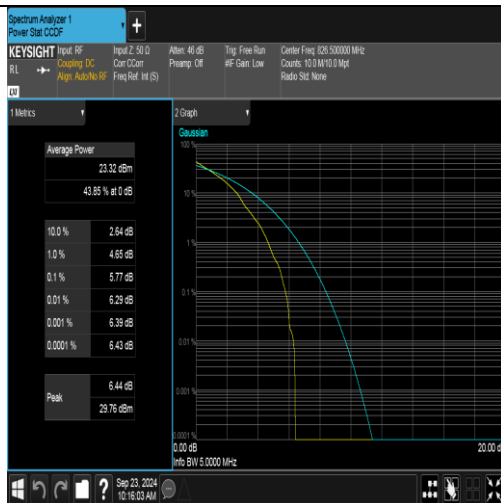 Spectrum Analyzer 1
Power Stat CCDF
KEYSIGHT
RL
Input: RF
Coupling: DC
Align: Auto/No RF
Input Z: 50 Ω
Corr CCorr
Freq Ref: Int (S)
Atten: 46 dB
Preamp: Off
Trig: Free Run
#IF Gain: Low
Center Freq: 826.500000 MHz
Counts: 10.0 M/10.0 Mpt
Radio Std: None
1 Metrics
Average Power
23.32 dBm
43.85 % at 0 dB
10.0 % 2.64 dB
1.0 % 4.65 dB
0.1 % 5.77 dB
0.01 % 6.29 dB
0.001 % 6.39 dB
0.0001 % 6.43 dB
Peak
6.44 dB
29.76 dBm
2 Graph
Gaussian
100 %
10 %
1 %
0.1 %
0.01 %
0.001 %
0.0001 %
0.00 dB
20.00 d
Info BW 5.0000 MHz
?
Sep 23, 2024
10:16:03 AM